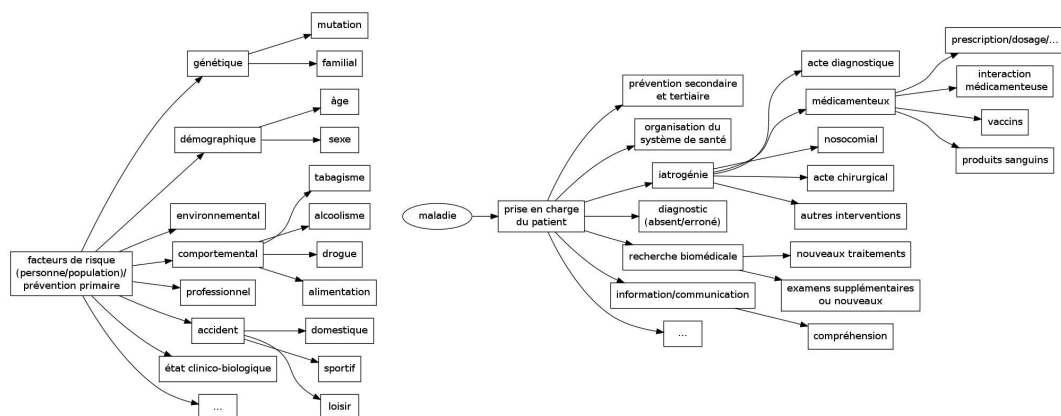 mutation
génétique
familial
âge
démographique
sexe
tabagisme
environnemental
alcoolisme
facteurs de risque
(personne/population)/
prévention primaire
comportemental
drogue
professionnel
alimentation
accident
domestique
état clinico-biologique
sportif
...
loisir
maladie
prise en charge
du patient
prévention secondaire
et tertiaire
organisation du
système de santé
iatrogénie
diagnostic
(absent/erroné)
recherche biomédicale
information/communication
...
acte diagnostique
médicamenteux
nosocomial
acte chirurgical
autres interventions
nouveaux traitements
examens supplémentaires
ou nouveaux
compréhension
prescription/dosage/...
interaction
médicamenteuse
vaccins
produits sanguins